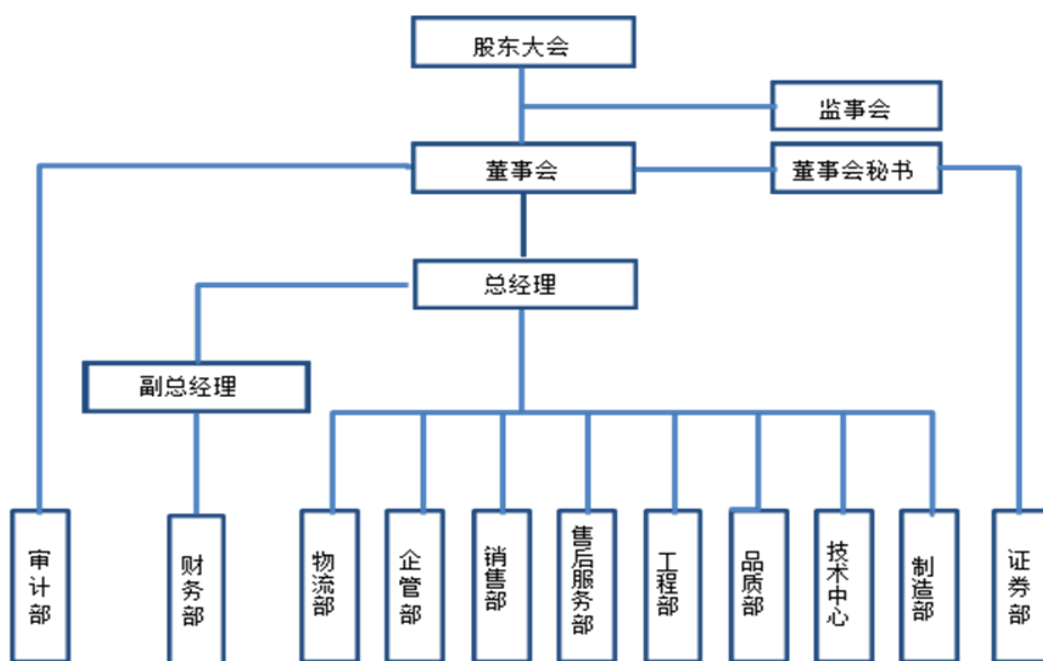 股东大会
监事会
董事会
董事会秘书
总经理
副总经理
审计部
财务部
物流部
企管部
销售部
售后服务部
工程部
品质部
技术中心
制造部
证券部